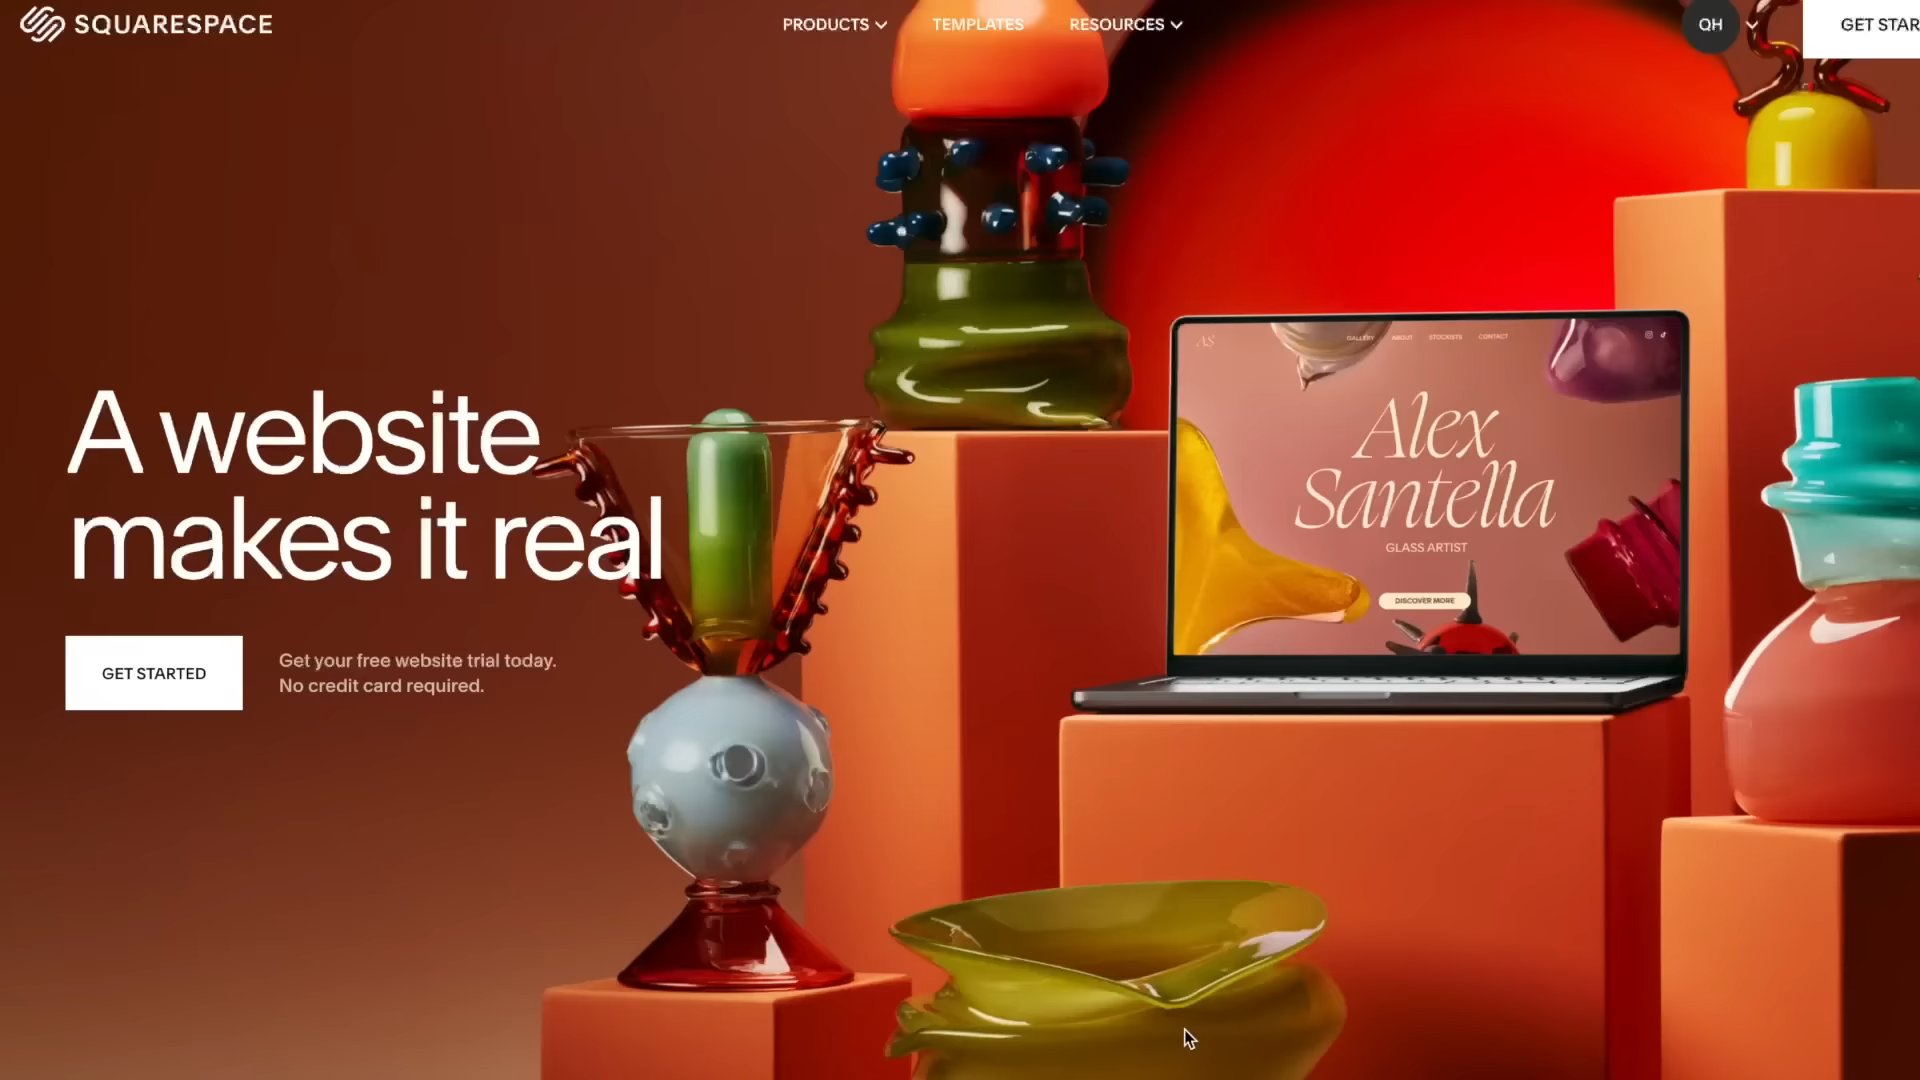 SQUARESPACE
PRODUCTS
TEMPLATES
RESOURCES
QH
GET STAR
A website
makes it real
GET STARTED
Get your free website trial today.
No credit card required.
AS
GALLERY
ABOUT
STOCKISTS
CONTACT
Alex
Santella
GLASS ARTIST
DISCOVER MORE